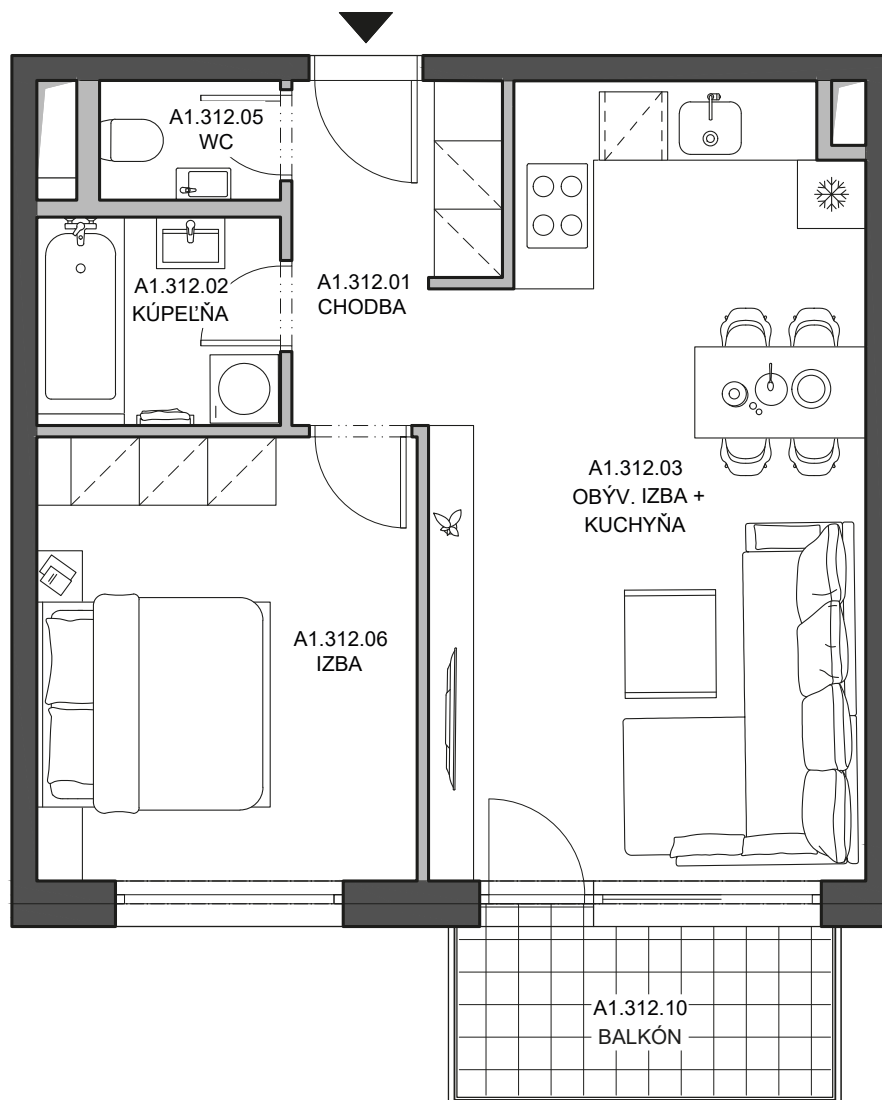 A1.312.05
WC
A1.312.02
KÚPEĽŇA
A1.312.01
CHODBA
A1.312.03
OBÝV. IZBA +
KUCHYŇA
A1.312.06
IZBA
A1.312.10
BALKÓN